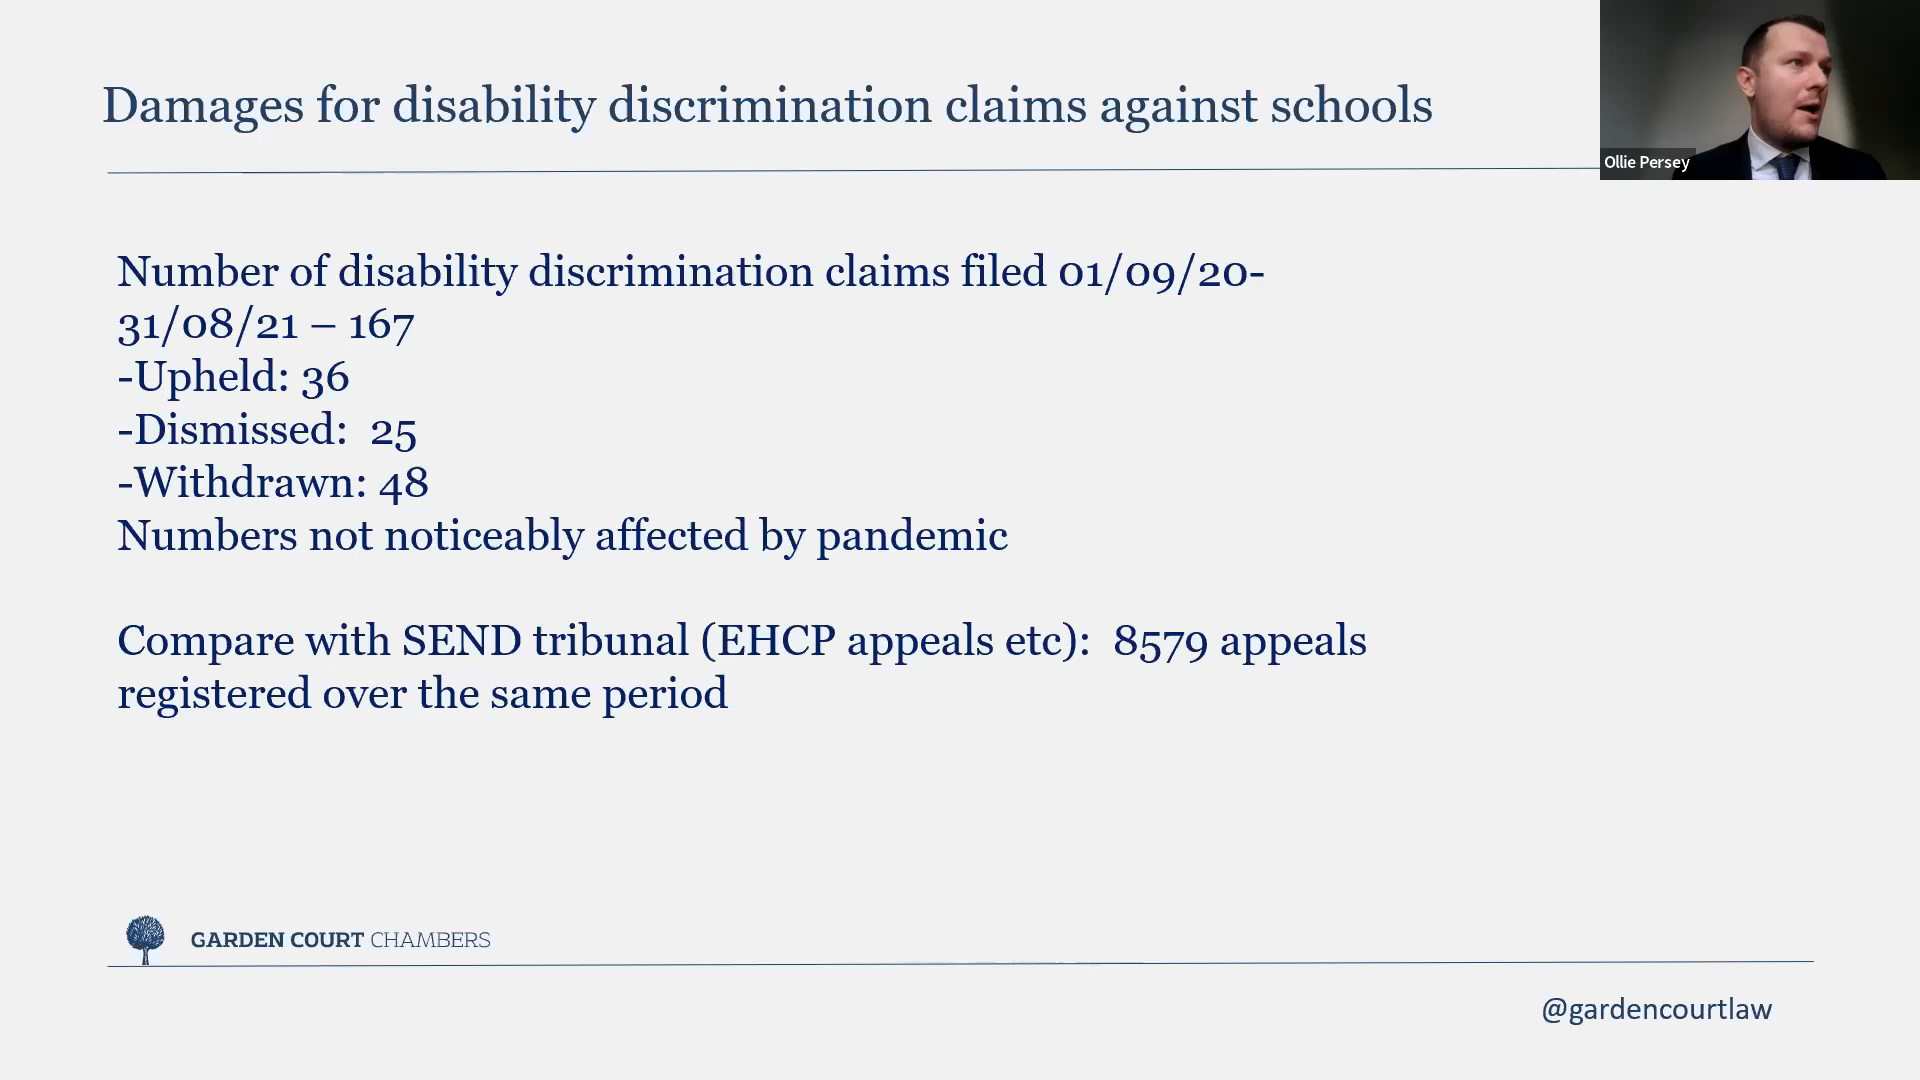 Damages for disability discrimination claims against schools
Ollie Persey
Number of disability discrimination claims filed 01/09/20-
31/08/21 – 167
-Upheld: 36
-Dismissed:  25
-Withdrawn: 48
Numbers not noticeably affected by pandemic
Compare with SEND tribunal (EHCP appeals etc):  8579 appeals
registered over the same period
GARDEN COURT CHAMBERS
@gardencourtlaw